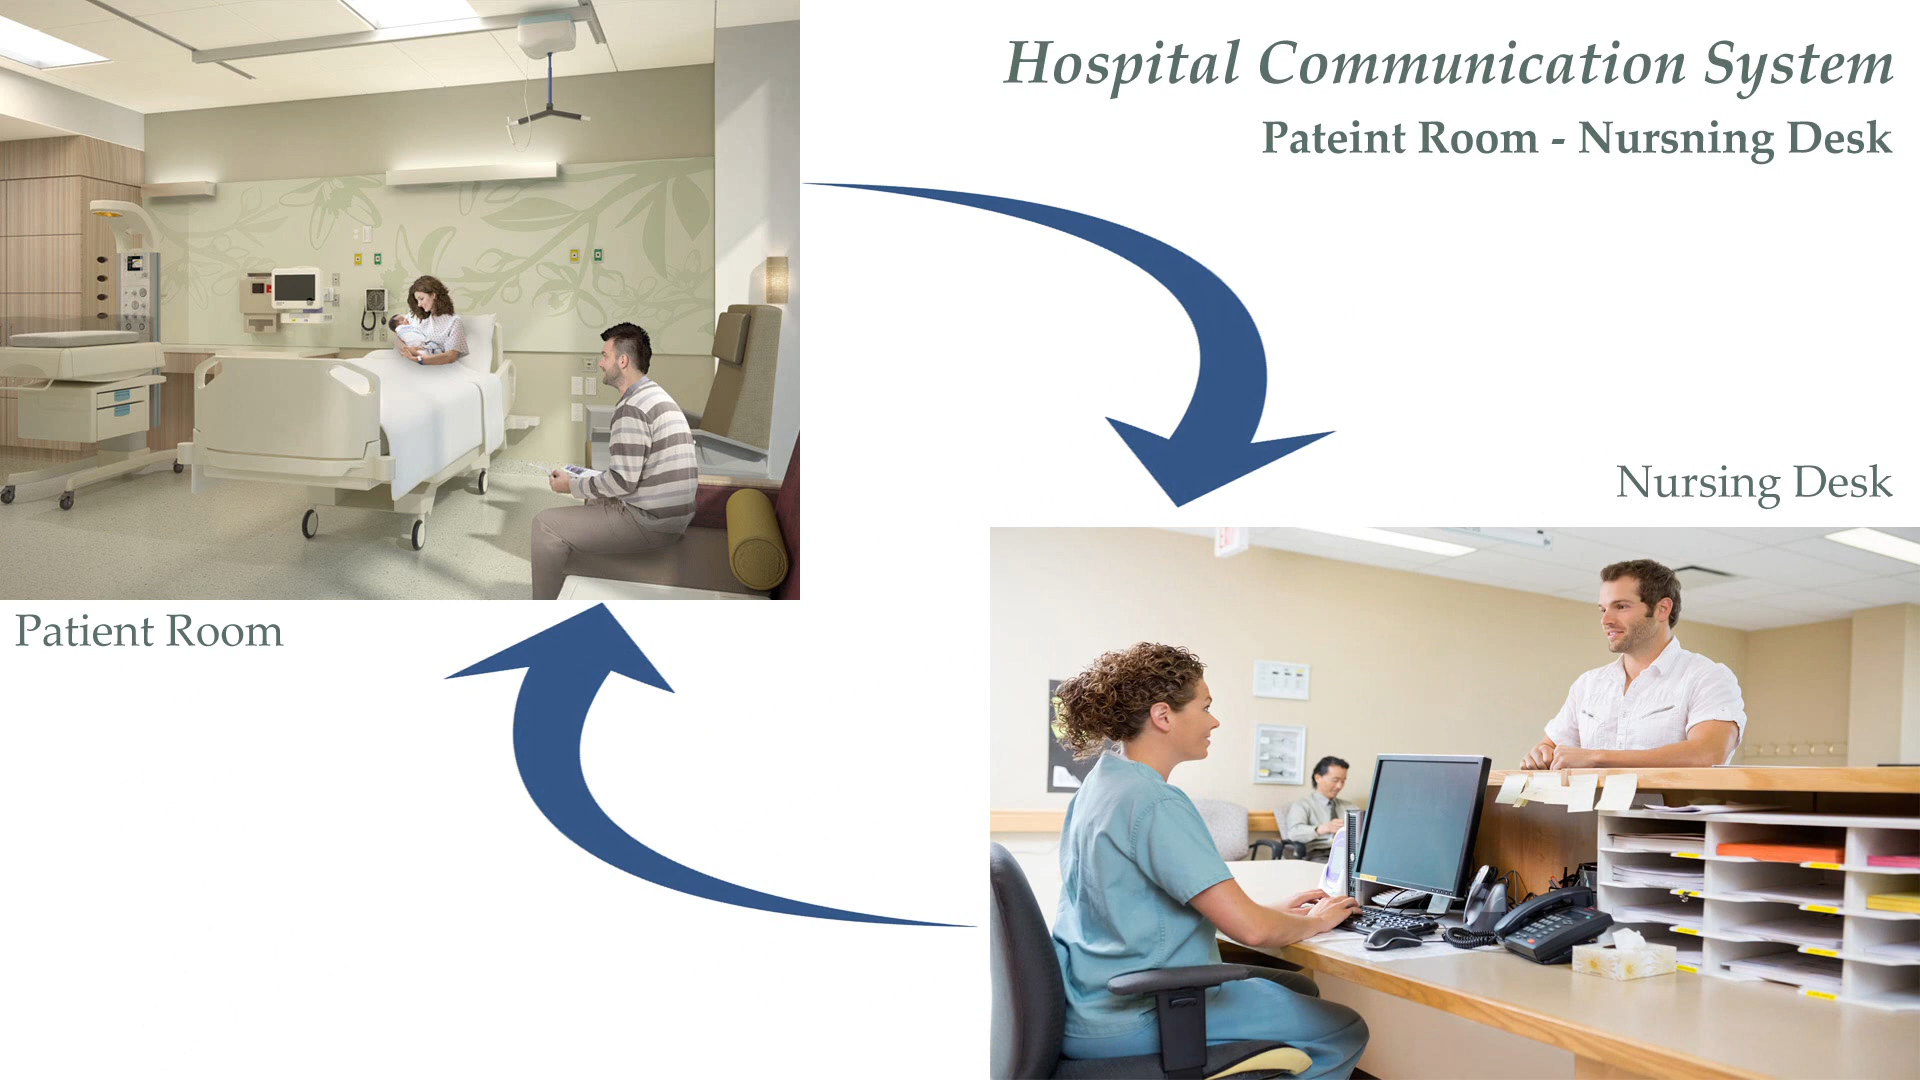 Hospital Communication System
Pateint Room - Nursning Desk
Nursing Desk
Patient Room